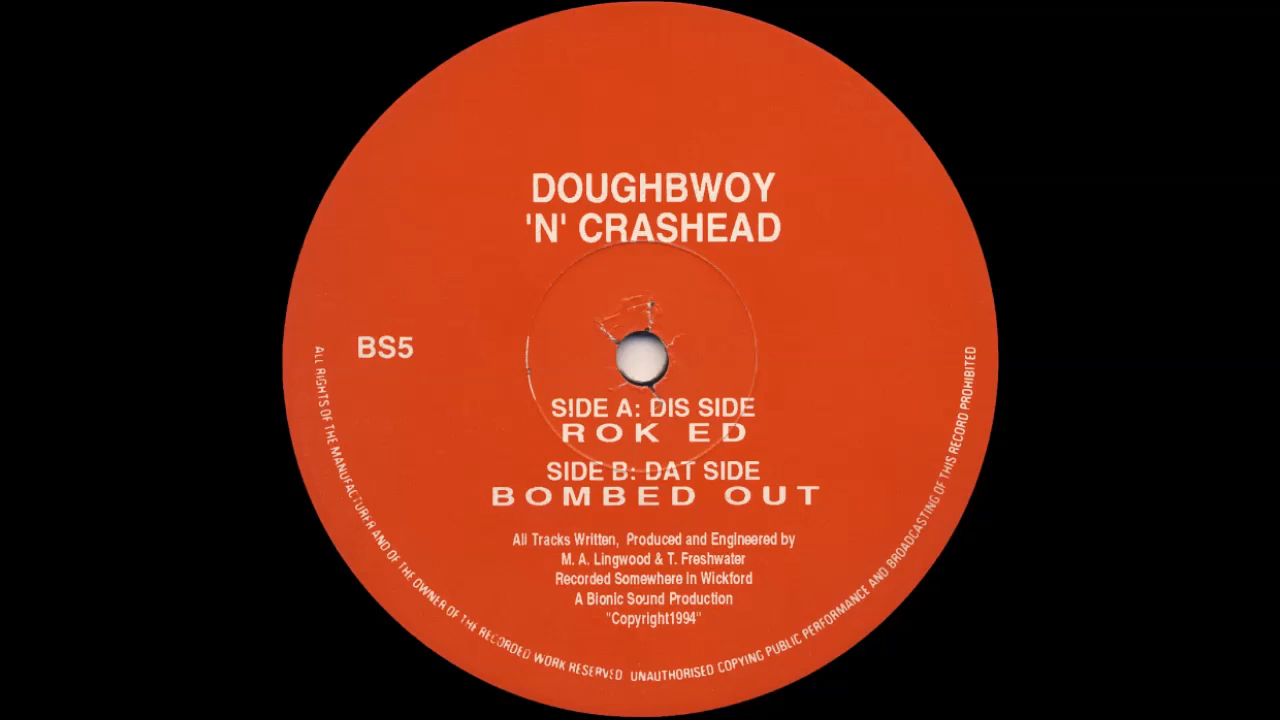 DOUGHBWOY
'N' CRASHEAD
BS5
SIDE A: DIS SIDE
ROK ED
SIDE B: DAT SIDE
BOMBED OUT
All Tracks Written, Produced and Engineered by
M. A. Lingwood & T. Freshwater
Recorded Somewhere in Wickford
A Bionic Sound Production
"Copyright1994"
ALL RIGHTS OF THE MANUFACTURER AND OF THE OWNER OF THE RECORDED WORK RESERVED UNAUTHORISED COPYING PUBLIC PERFORMANCE AND BROADCASTING OF THIS RECORD PROHIBITED